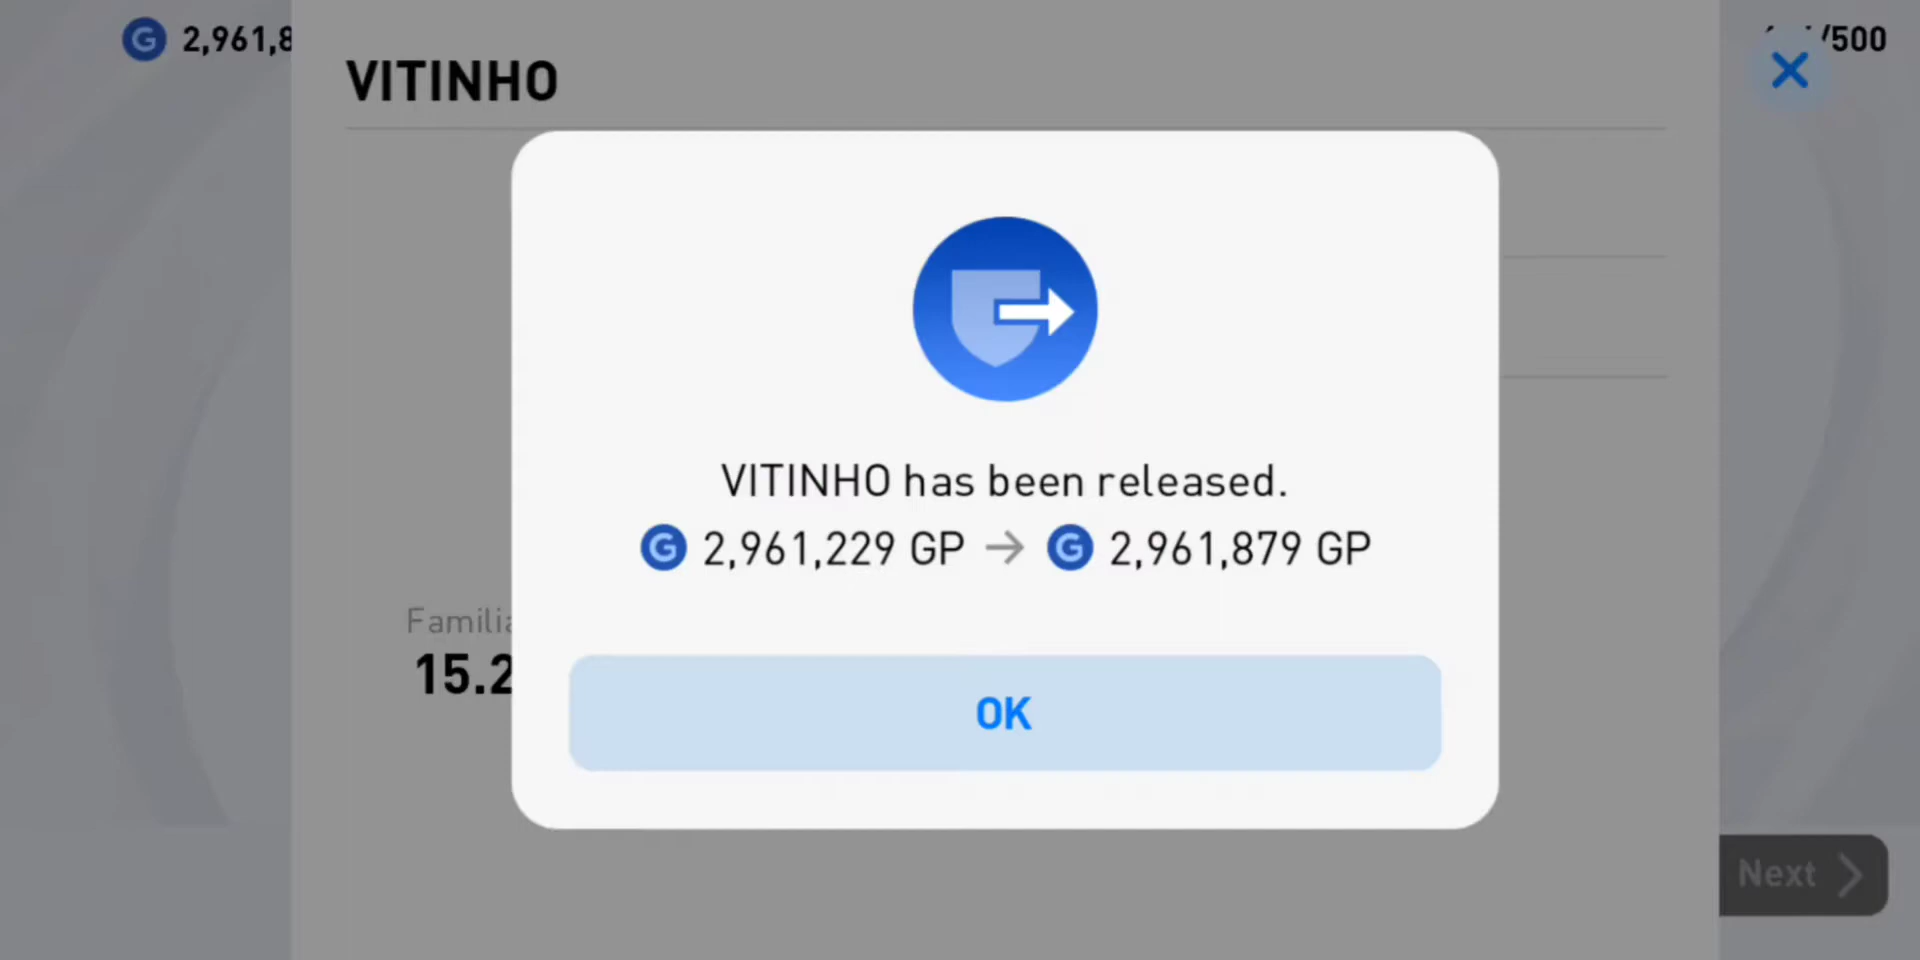 2,961,8
/500
VITINHO
VITINHO has been released.
2,961,229 GP → 2,961,879 GP
Familia
15.2
OK
Next